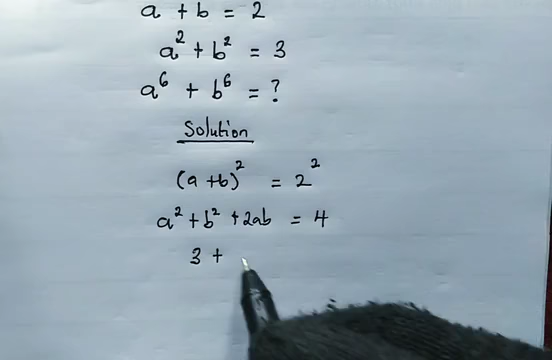 a + b = 2
a² + b² = 3
a⁶ + b⁶ = ?
Solution
(a + b)² = 2²
a² + b² + 2ab = 4
3 +